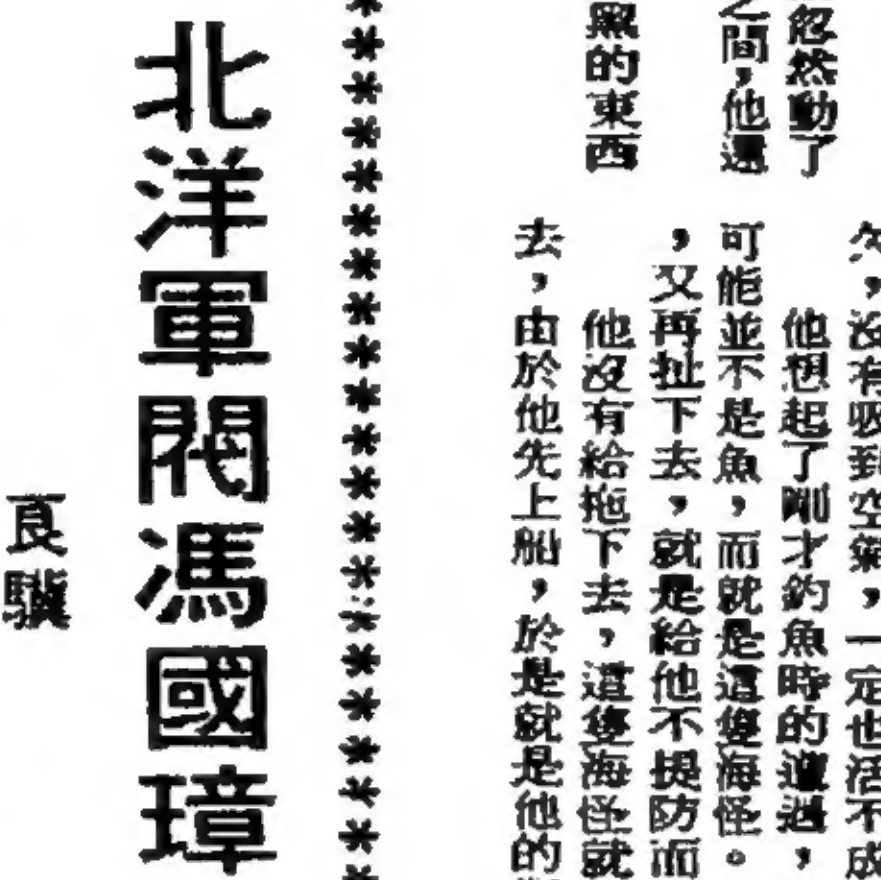 忽然動了
之間，他還
黑的東西
久，沒有吸到空氣，一定也活不成
他想起了剛才釣魚時的遭遇，
可能並不是魚，而就是這隻海怪。
，又再扯下去，就是給他不提防而
他沒有給拖下去，這隻海怪就
去，由於他先上船，於是就是他的
北洋軍閥馮國璋
良驥